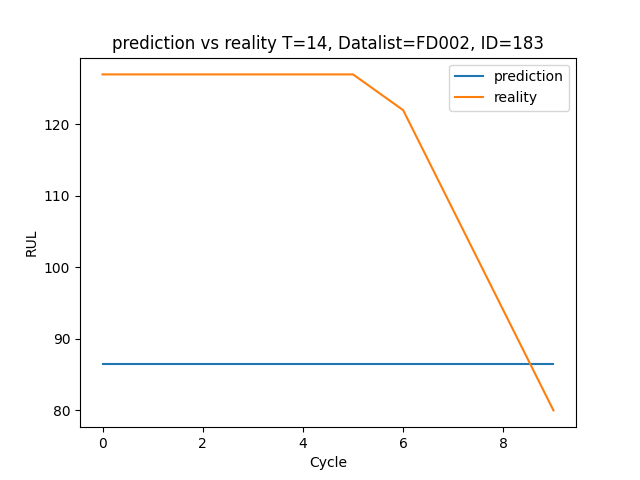 prediction vs reality T=14, Datalist=FD002, ID=183
prediction
reality
120
110
100
90
80
RUL
0 2 4 6 8
Cycle